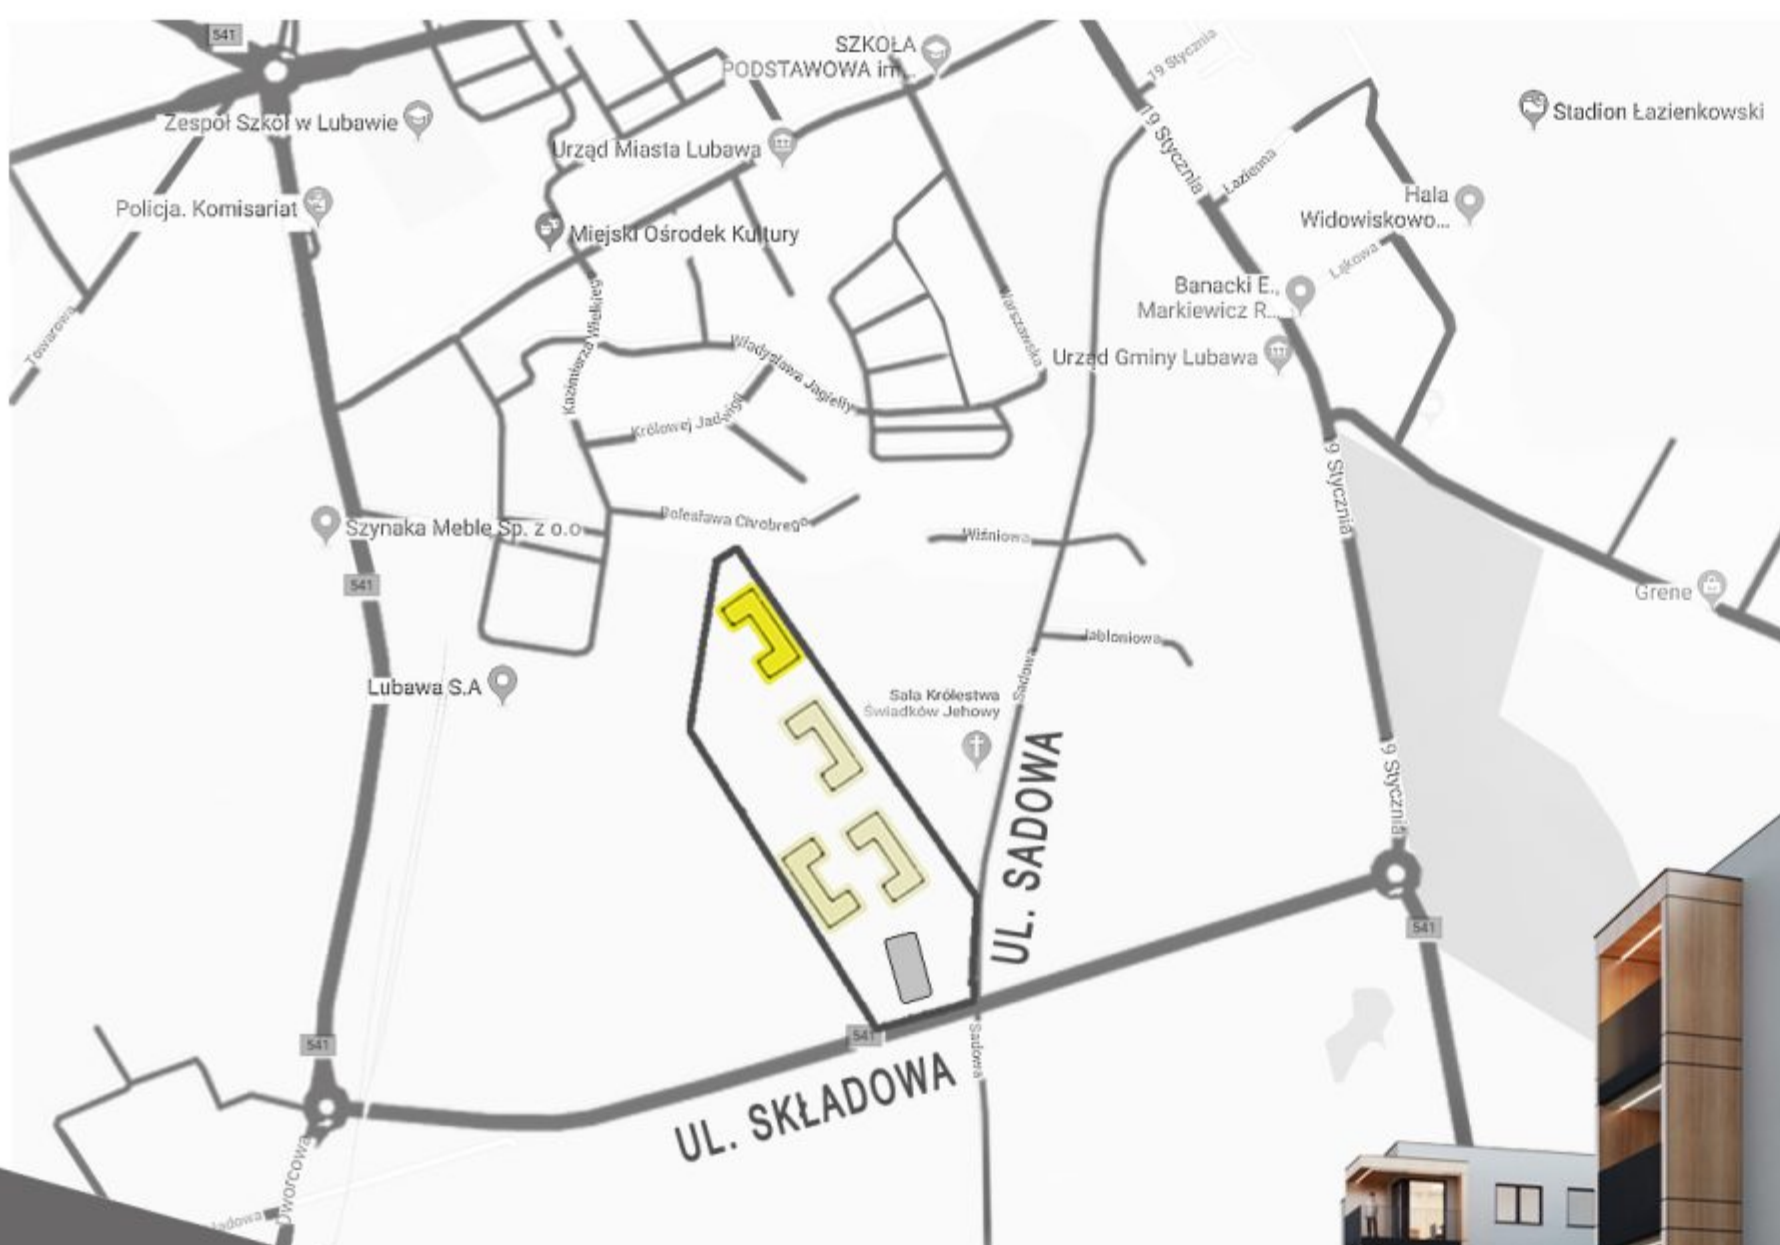 541
SZKOŁA
PODSTAWOWA im...
19 Stycznia
Stadion Łazienkowski
Zespół Szkół w Lubawie
19 Stycznia
Urząd Miasta Lubawa
Łazienna
Policja. Komisariat
Hala
Widowiskowo...
Miejski Ośrodek Kultury
Łąkowa
Kazimierza Wielkiego
Warszawska
Banacki E.,
Markiewicz R...
Towarowa
Władysława Jagiełły
Urząd Gminy Lubawa
Królowej Jadwigi
19 Stycznia
Bolesława Chrobrego
Szynaka Meble Sp. z o.o
Wiśniowa
541
Grene
Jabłoniowa
Lubawa S.A
Sadowa
Sala Królestwa
Świadków Jehowy
19 Stycznia
UL. SADOWA
541
541
541
Sadowa
UL. SKŁADOWA
Dworcowa